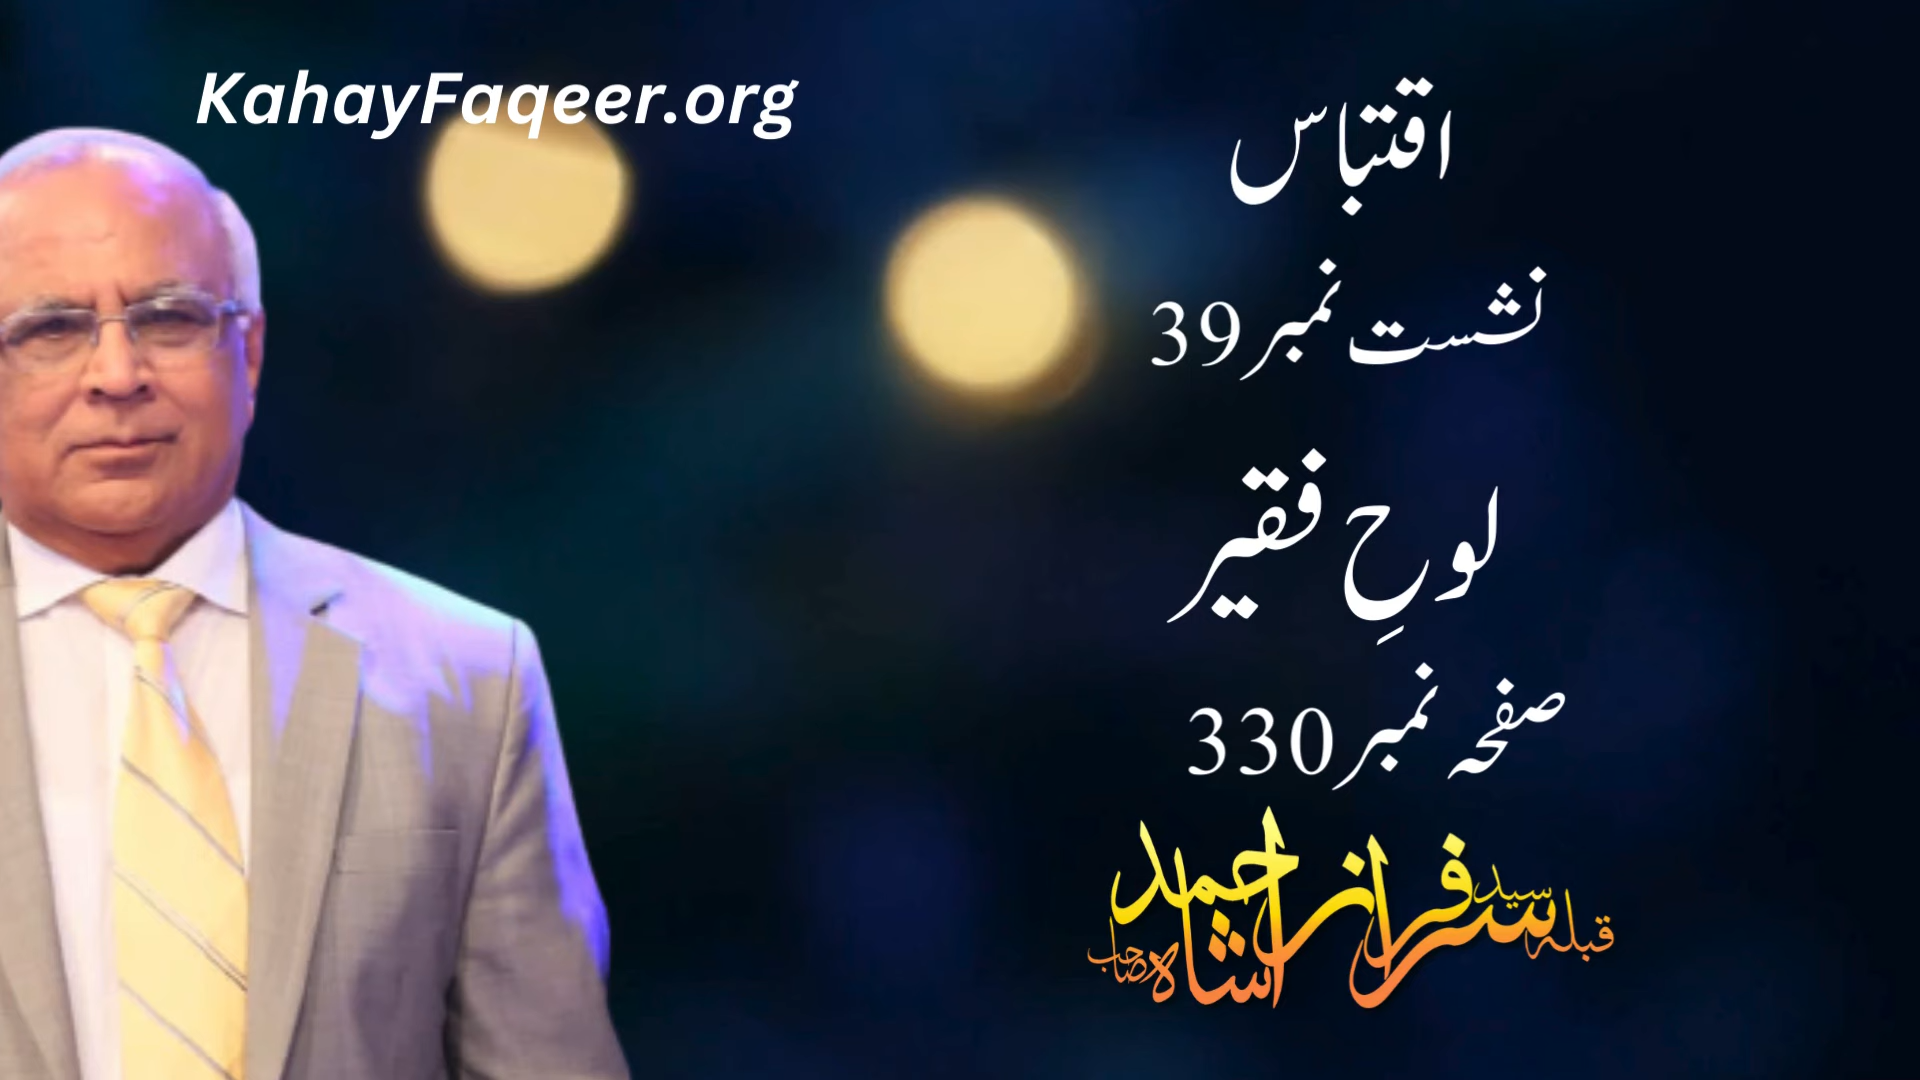 KahayFaqeer.org
اقتباس
نشست نمبر 39
لوحِ فقیر
صفحہ نمبر 330
قبلہ سید سرفراز احمد شاہ صاحب